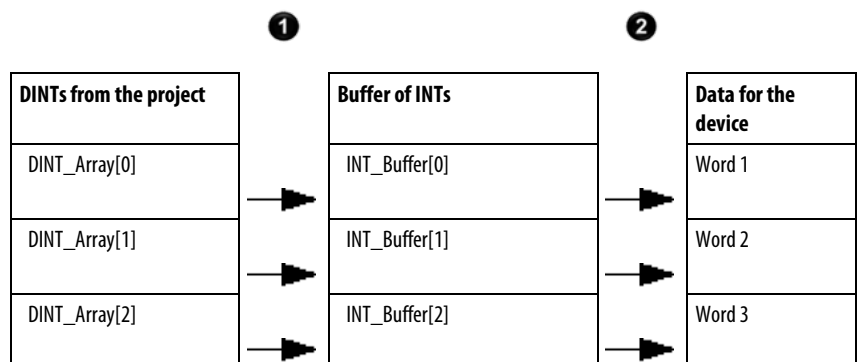 1 2
DINTs from the project Buffer of INTs Data for the
device
DINT_Array[0] INT_Buffer[0] Word 1
DINT_Array[1] INT_Buffer[1] Word 2
DINT_Array[2] INT_Buffer[2] Word 3